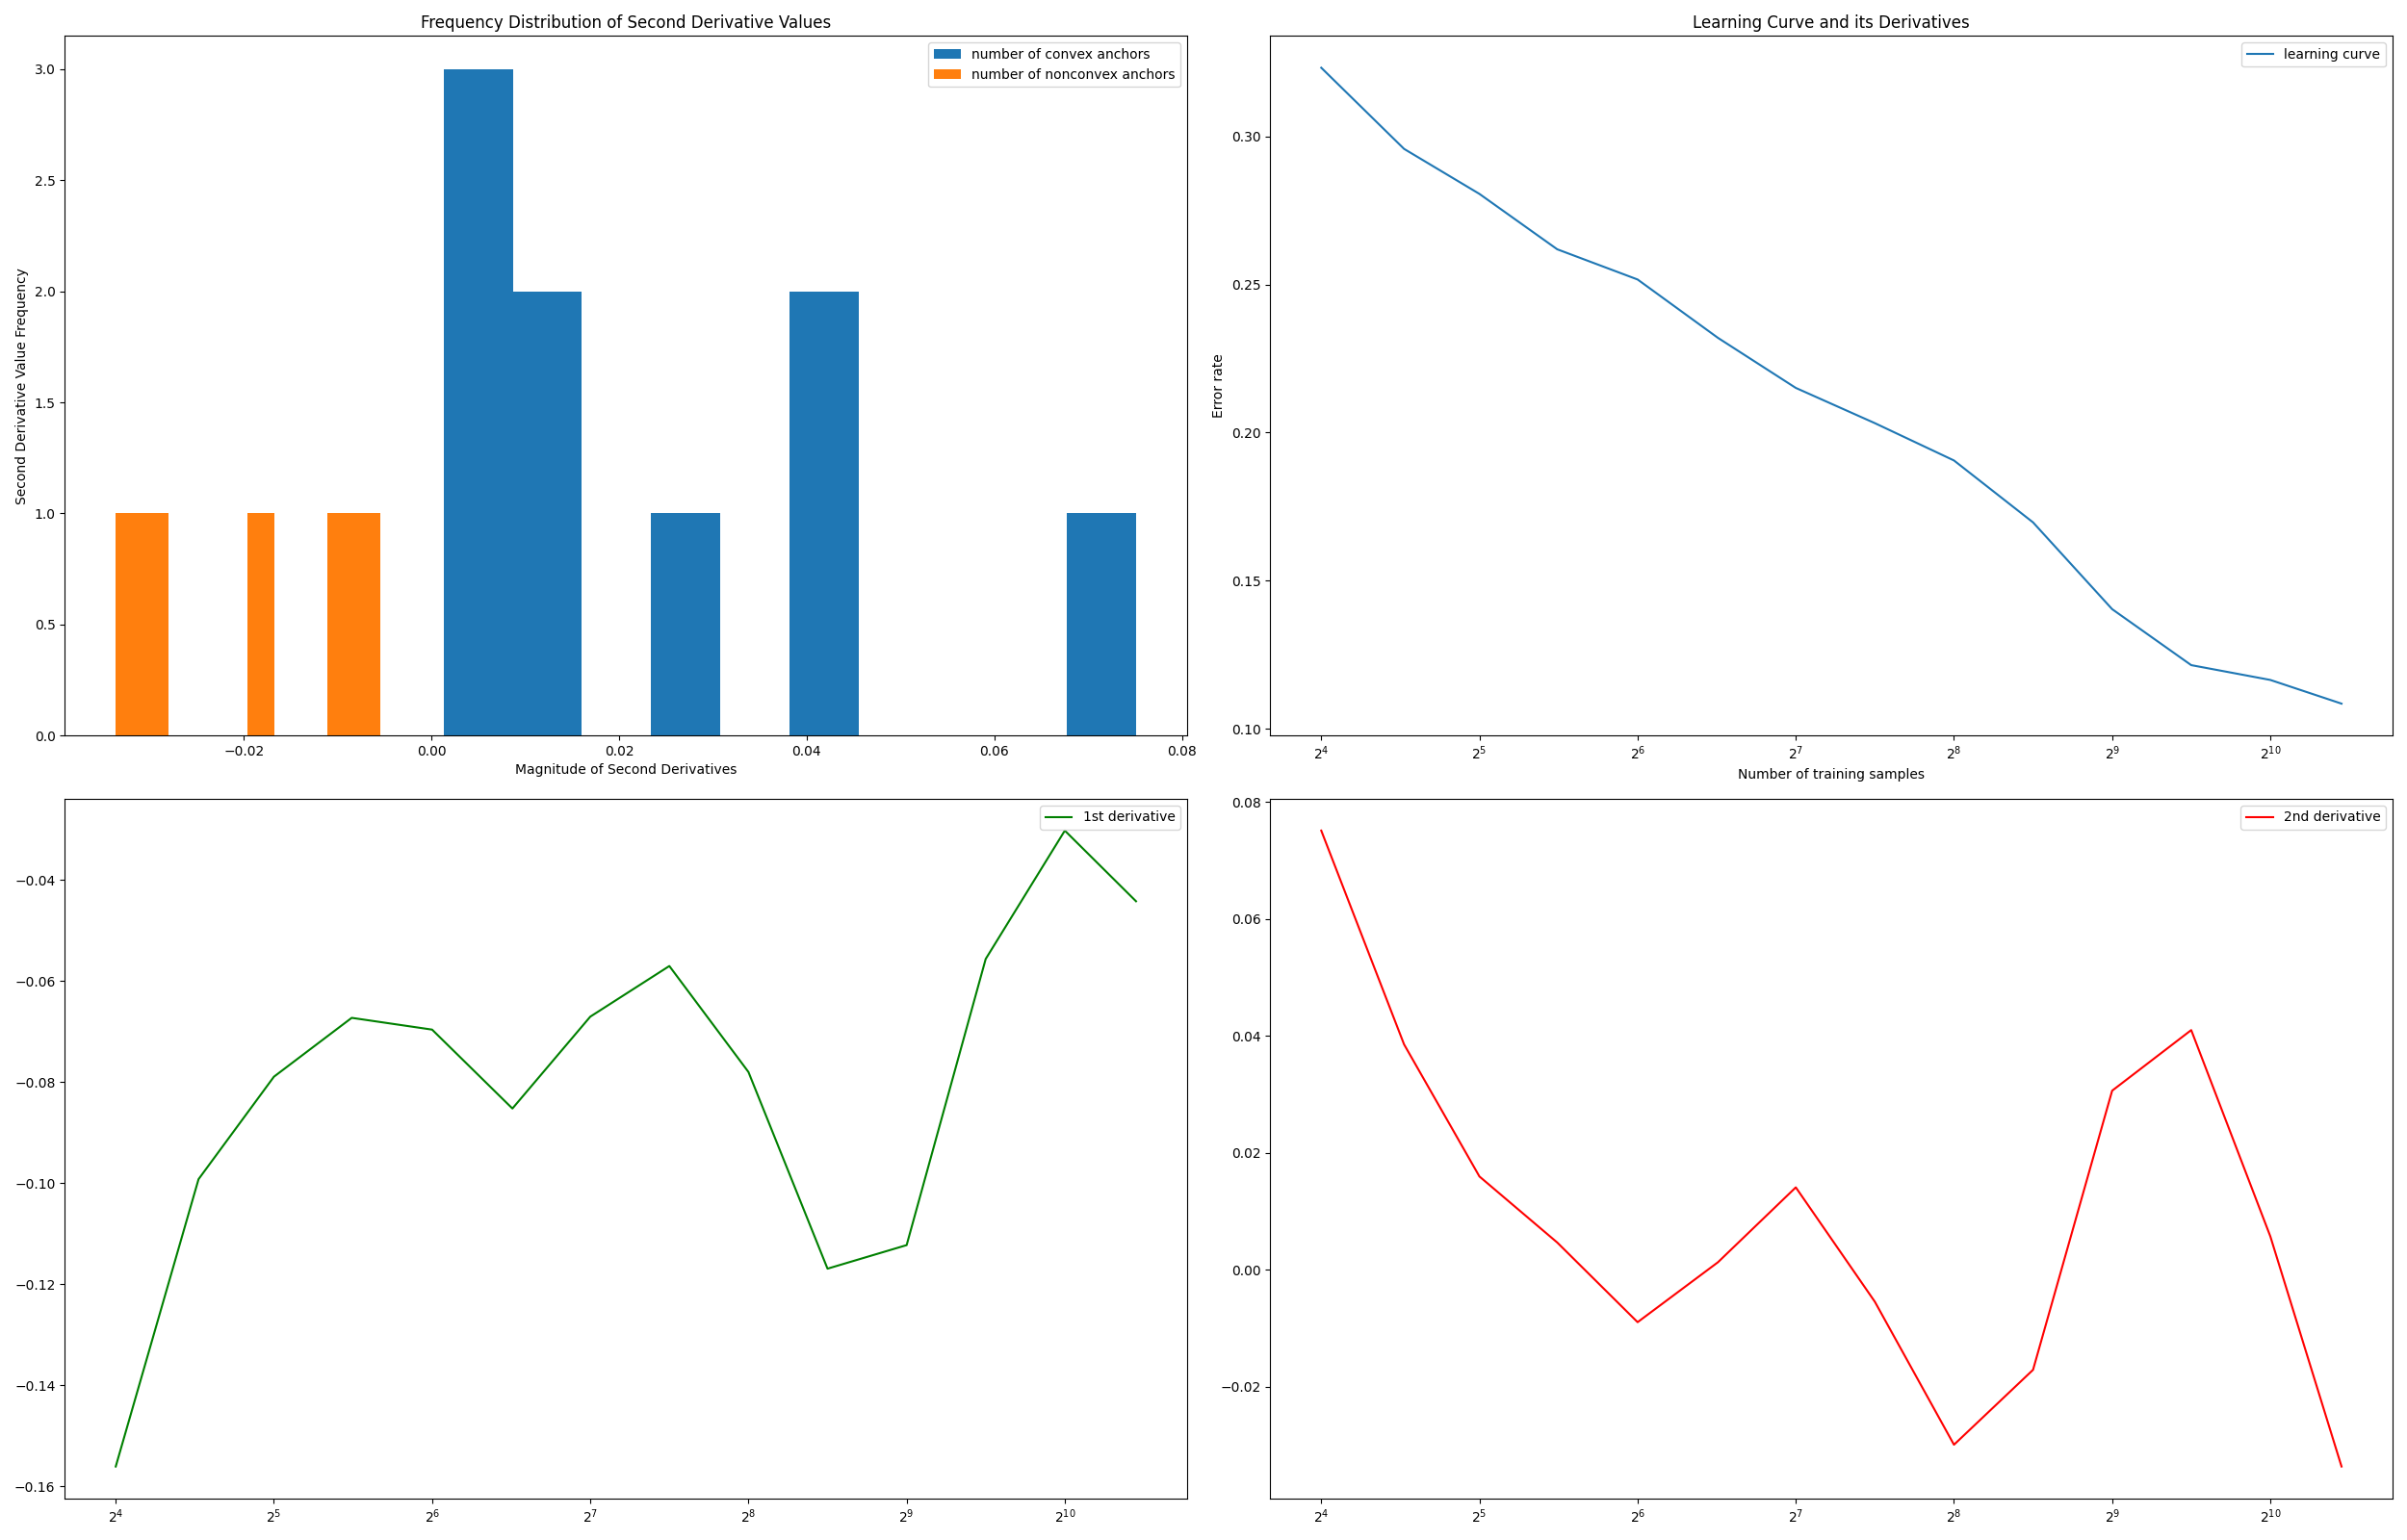 Frequency Distribution of Second Derivative Values
number of convex anchors
number of nonconvex anchors
3.0
2.5
2.0
1.5
1.0
0.5
0.0
Second Derivative Value Frequency
−0.02 0.00 0.02 0.04 0.06 0.08
Magnitude of Second Derivatives
Learning Curve and its Derivatives
learning curve
0.30
0.25
0.20
0.15
0.10
Error rate
2⁴ 2⁵ 2⁶ 2⁷ 2⁸ 2⁹ 2¹⁰
Number of training samples
1st derivative
−0.04
−0.06
−0.08
−0.10
−0.12
−0.14
−0.16
2⁴ 2⁵ 2⁶ 2⁷ 2⁸ 2⁹ 2¹⁰
2nd derivative
0.08
0.06
0.04
0.02
0.00
−0.02
2⁴ 2⁵ 2⁶ 2⁷ 2⁸ 2⁹ 2¹⁰